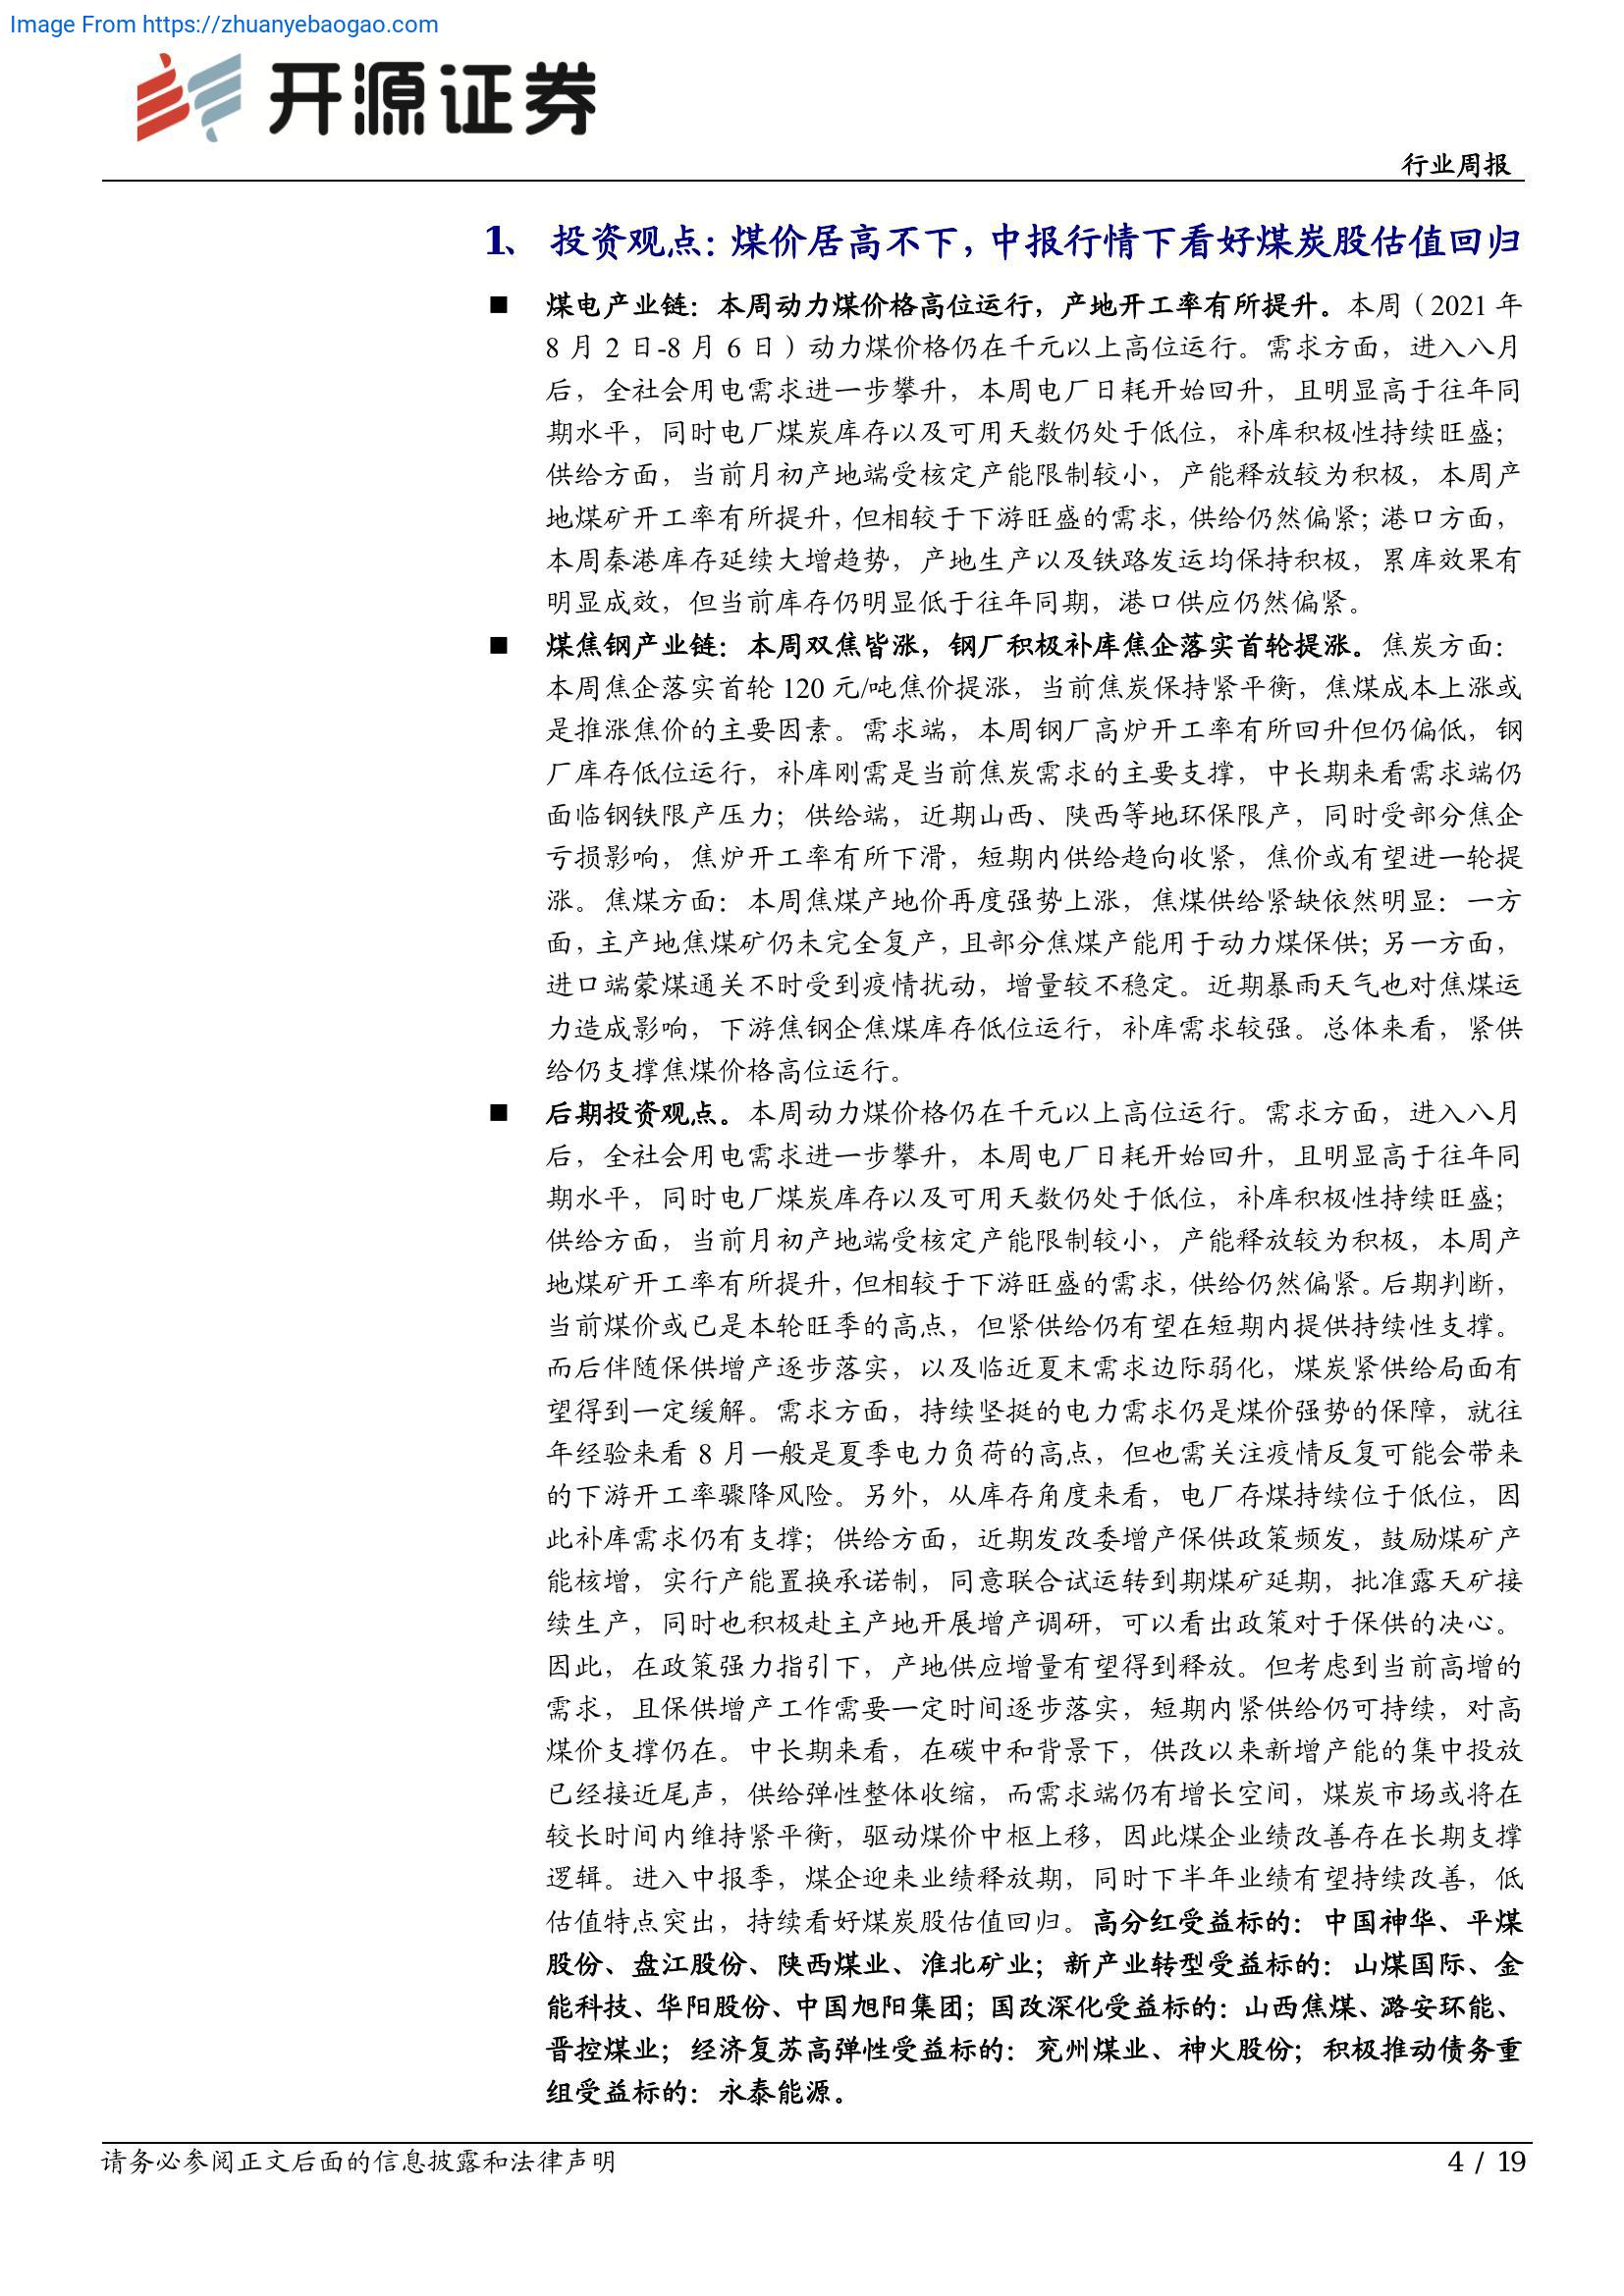 Image From https://zhuanyebaogao.com
开源证券
行业周报
1、 投资观点：煤价居高不下，中报行情下看好煤炭股估值回归
■ 煤电产业链：本周动力煤价格高位运行，产地开工率有所提升。本周（2021 年
8 月 2 日-8 月 6 日）动力煤价格仍在千元以上高位运行。需求方面，进入八月
后，全社会用电需求进一步攀升，本周电厂日耗开始回升，且明显高于往年同
期水平，同时电厂煤炭库存以及可用天数仍处于低位，补库积极性持续旺盛；
供给方面，当前月初产地端受核定产能限制较小，产能释放较为积极，本周产
地煤矿开工率有所提升，但相较于下游旺盛的需求，供给仍然偏紧；港口方面，
本周秦港库存延续大增趋势，产地生产以及铁路发运均保持积极，累库效果有
明显成效，但当前库存仍明显低于往年同期，港口供应仍然偏紧。
■ 煤焦钢产业链：本周双焦皆涨，钢厂积极补库焦企落实首轮提涨。焦炭方面：
本周焦企落实首轮 120 元/吨焦价提涨，当前焦炭保持紧平衡，焦煤成本上涨或
是推涨焦价的主要因素。需求端，本周钢厂高炉开工率有所回升但仍偏低，钢
厂库存低位运行，补库刚需是当前焦炭需求的主要支撑，中长期来看需求端仍
面临钢铁限产压力；供给端，近期山西、陕西等地环保限产，同时受部分焦企
亏损影响，焦炉开工率有所下滑，短期内供给趋向收紧，焦价或有望进一轮提
涨。焦煤方面：本周焦煤产地价再度强势上涨，焦煤供给紧缺依然明显：一方
面，主产地焦煤矿仍未完全复产，且部分焦煤产能用于动力煤保供；另一方面，
进口端蒙煤通关不时受到疫情扰动，增量较不稳定。近期暴雨天气也对焦煤运
力造成影响，下游焦钢企焦煤库存低位运行，补库需求较强。总体来看，紧供
给仍支撑焦煤价格高位运行。
■ 后期投资观点。本周动力煤价格仍在千元以上高位运行。需求方面，进入八月
后，全社会用电需求进一步攀升，本周电厂日耗开始回升，且明显高于往年同
期水平，同时电厂煤炭库存以及可用天数仍处于低位，补库积极性持续旺盛；
供给方面，当前月初产地端受核定产能限制较小，产能释放较为积极，本周产
地煤矿开工率有所提升，但相较于下游旺盛的需求，供给仍然偏紧。后期判断，
当前煤价或已是本轮旺季的高点，但紧供给仍有望在短期内提供持续性支撑。
而后伴随保供增产逐步落实，以及临近夏末需求边际弱化，煤炭紧供给局面有
望得到一定缓解。需求方面，持续坚挺的电力需求仍是煤价强势的保障，就往
年经验来看 8 月一般是夏季电力负荷的高点，但也需关注疫情反复可能会带来
的下游开工率骤降风险。另外，从库存角度来看，电厂存煤持续位于低位，因
此补库需求仍有支撑；供给方面，近期发改委增产保供政策频发，鼓励煤矿产
能核增，实行产能置换承诺制，同意联合试运转到期煤矿延期，批准露天矿接
续生产，同时也积极赴主产地开展增产调研，可以看出政策对于保供的决心。
因此，在政策强力指引下，产地供应增量有望得到释放。但考虑到当前高增的
需求，且保供增产工作需要一定时间逐步落实，短期内紧供给仍可持续，对高
煤价支撑仍在。中长期来看，在碳中和背景下，供改以来新增产能的集中投放
已经接近尾声，供给弹性整体收缩，而需求端仍有增长空间，煤炭市场或将在
较长时间内维持紧平衡，驱动煤价中枢上移，因此煤企业绩改善存在长期支撑
逻辑。进入中报季，煤企迎来业绩释放期，同时下半年业绩有望持续改善，低
估值特点突出，持续看好煤炭股估值回归。高分红受益标的：中国神华、平煤
股份、盘江股份、陕西煤业、淮北矿业；新产业转型受益标的：山煤国际、金
能科技、华阳股份、中国旭阳集团；国改深化受益标的：山西焦煤、潞安环能、
晋控煤业；经济复苏高弹性受益标的：兖州煤业、神火股份；积极推动债务重
组受益标的：永泰能源。
请务必参阅正文后面的信息披露和法律声明
4 / 19